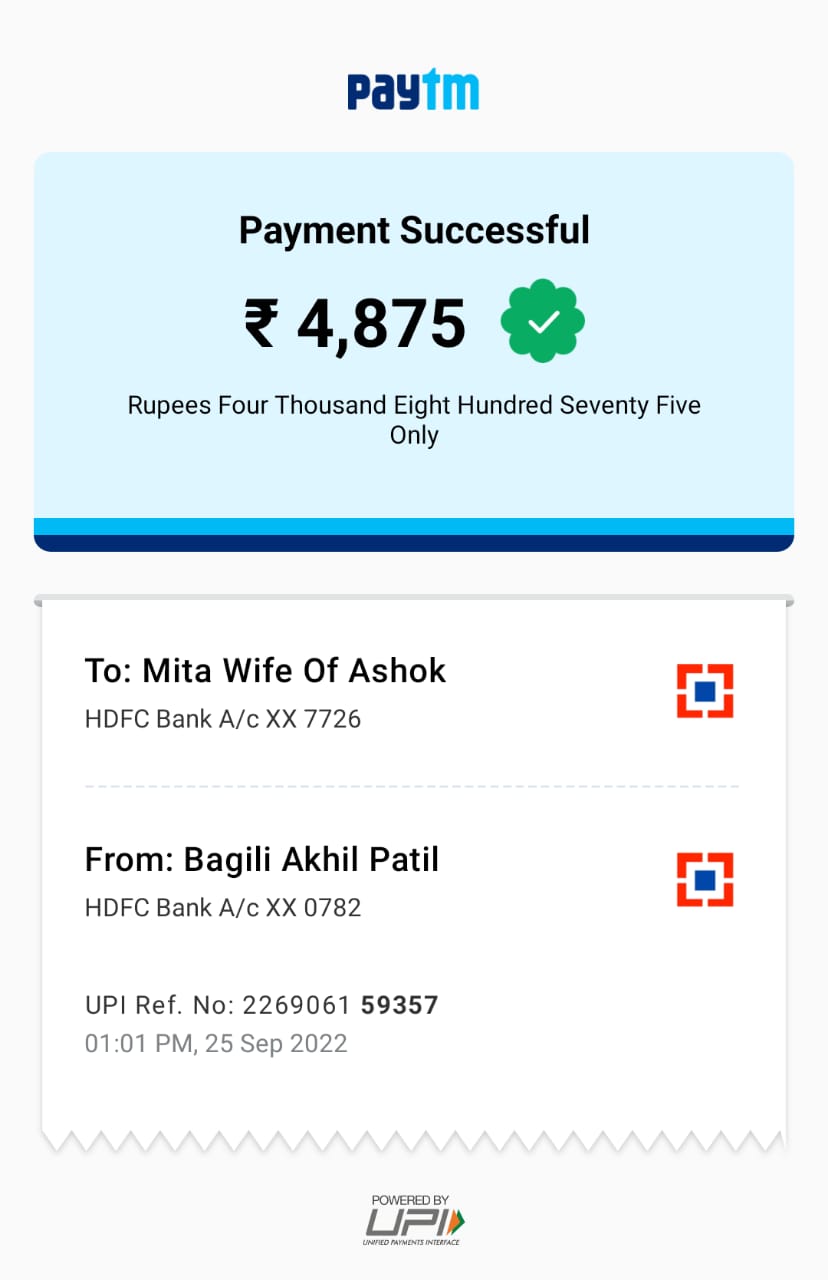 paytm
Payment Successful
₹ 4,875
Rupees Four Thousand Eight Hundred Seventy Five
Only
To: Mita Wife Of Ashok
HDFC Bank A/c XX 7726
From: Bagili Akhil Patil
HDFC Bank A/c XX 0782
UPI Ref. No: 2269061 59357
01:01 PM, 25 Sep 2022
POWERED BY
UPI
UNIFIED PAYMENTS INTERFACE